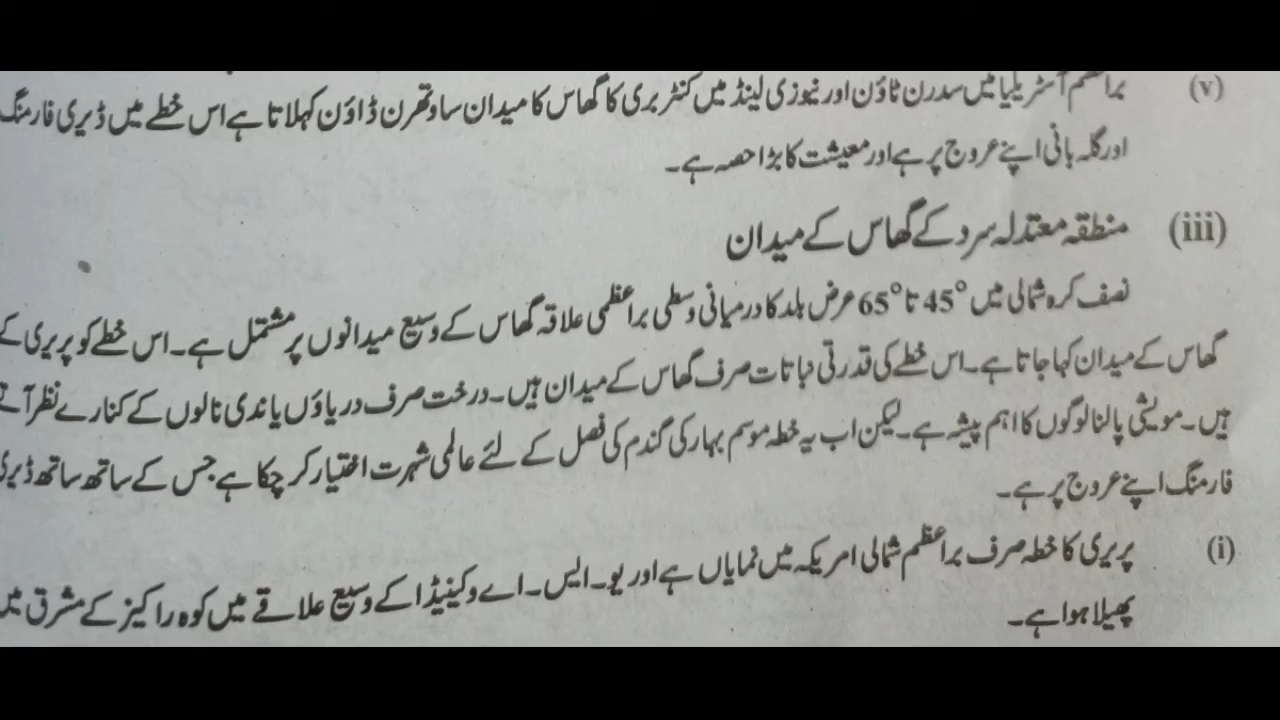 (v) براعظم آسٹریلیا میں سدرن ٹاؤن اور نیوزی لینڈ میں کنٹربری کا گھاس کا میدان ساوتھرن ڈاؤن کہلاتا ہے اس خطے میں ڈیری فارمنگ
اور گلہ بانی اپنے عروج پر ہے اور معیشت کا بڑا حصہ ہے۔
(iii) منطقہ معتدلہ سرد کے گھاس کے میدان
نصف کرہ شمالی میں °45 تا °65 عرض بلد کا درمیانی وسطی براعظمی علاقہ گھاس کے وسیع میدانوں پر مشتمل ہے۔ اس خطے کو پریری کے
گھاس کے میدان کہا جاتا ہے۔ اس خطے کی قدرتی نباتات صرف گھاس کے میدان ہیں۔ درخت صرف دریاؤں یا ندی نالوں کے کنارے نظر آتے
ہیں۔ مویشی پالنا لوگوں کا اہم پیشہ ہے۔ لیکن اب یہ خطہ موسم بہار کی گندم کی فصل کے لئے عالمی شہرت اختیار کر چکا ہے جس کے ساتھ ساتھ ڈیری
فارمنگ اپنے عروج پر ہے۔
(i) پریری کا خطہ صرف براعظم شمالی امریکہ میں نمایاں ہے اور یو۔ ایس۔ اے و کینیڈا کے وسیع علاقے میں کوہ راکیز کے مشرق میں
پھیلا ہوا ہے۔